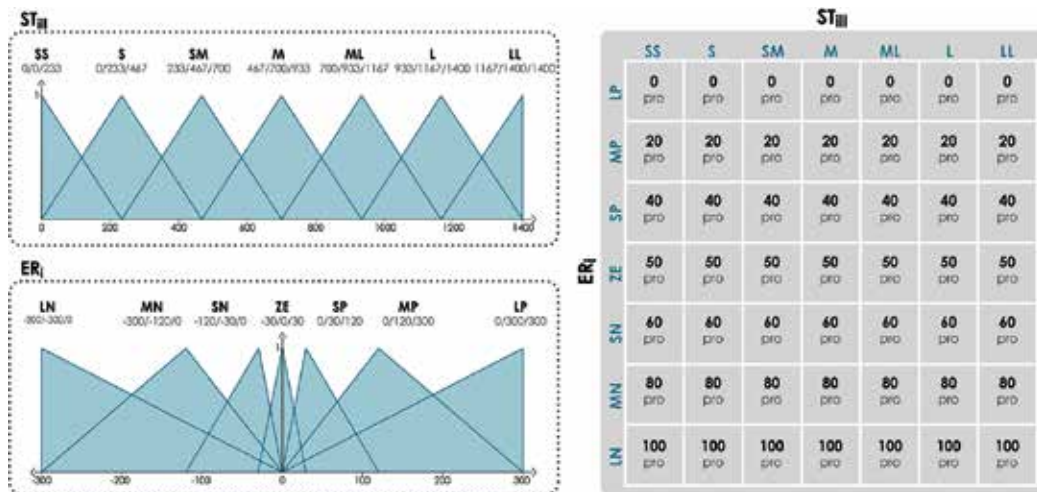 STiii
SS S SM M ML L LL
0/0/233 0/233/467 233/467/700 467/700/933 700/933/1167 933/1167/1400 1167/1400/1400
1
0 200 400 600 800 1000 1200 1400
ERi
LN MN SN ZE SP MP LP
-300/-300/0 -300/-120/0 -120/-30/0 -30/0/30 0/30/120 0/120/300 0/300/300
1
-300 -200 -100 0 100 200 300
STiii
SS S SM M ML L LL
ERi
LP 0 0 0 0 0 0 0
pro pro pro pro pro pro pro
MP 20 20 20 20 20 20 20
pro pro pro pro pro pro pro
SP 40 40 40 40 40 40 40
pro pro pro pro pro pro pro
ZE 50 50 50 50 50 50 50
pro pro pro pro pro pro pro
SN 60 60 60 60 60 60 60
pro pro pro pro pro pro pro
MN 80 80 80 80 80 80 80
pro pro pro pro pro pro pro
LN 100 100 100 100 100 100 100
pro pro pro pro pro pro pro